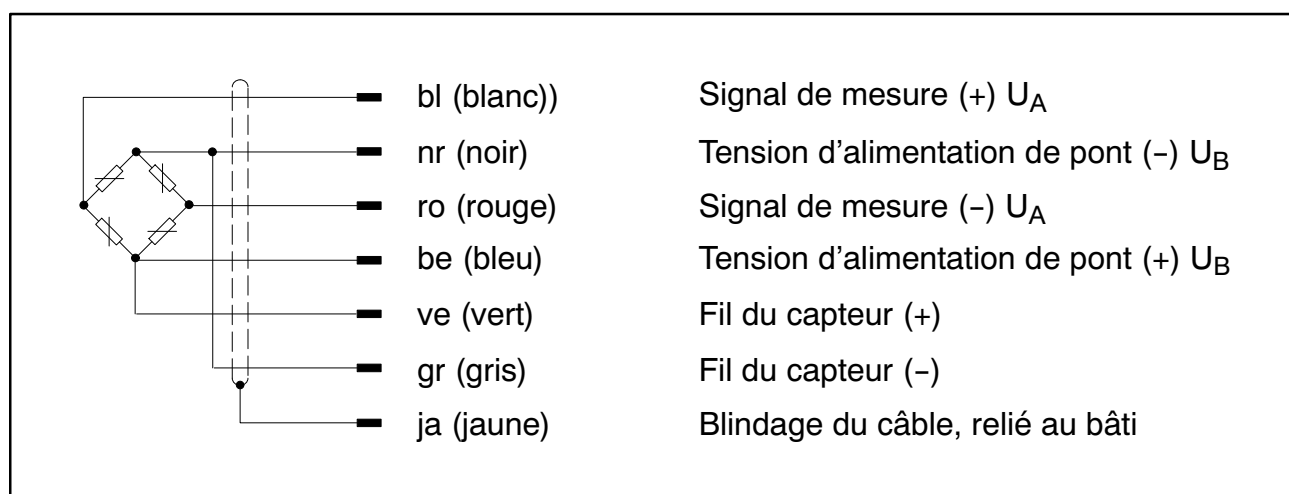 bl (blanc)) Signal de mesure (+) UA
nr (noir) Tension d’alimentation de pont (–) UB
ro (rouge) Signal de mesure (–) UA
be (bleu) Tension d’alimentation de pont (+) UB
ve (vert) Fil du capteur (+)
gr (gris) Fil du capteur (–)
ja (jaune) Blindage du câble, relié au bâti